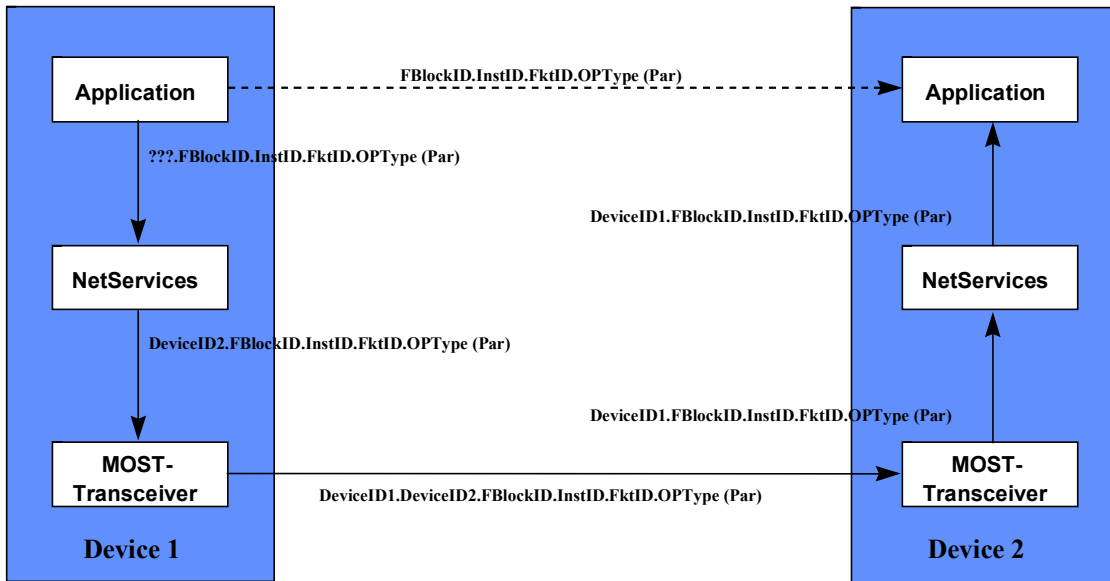 FBlockID.InstID.FktID.OPType (Par)
Application
Application
???.FBlockID.InstID.FktID.OPType (Par)
DeviceID1.FBlockID.InstID.FktID.OPType (Par)
NetServices
NetServices
DeviceID2.FBlockID.InstID.FktID.OPType (Par)
DeviceID1.FBlockID.InstID.FktID.OPType (Par)
MOST-
Transceiver
MOST-
Transceiver
DeviceID1.DeviceID2.FBlockID.InstID.FktID.OPType (Par)
Device 1
Device 2